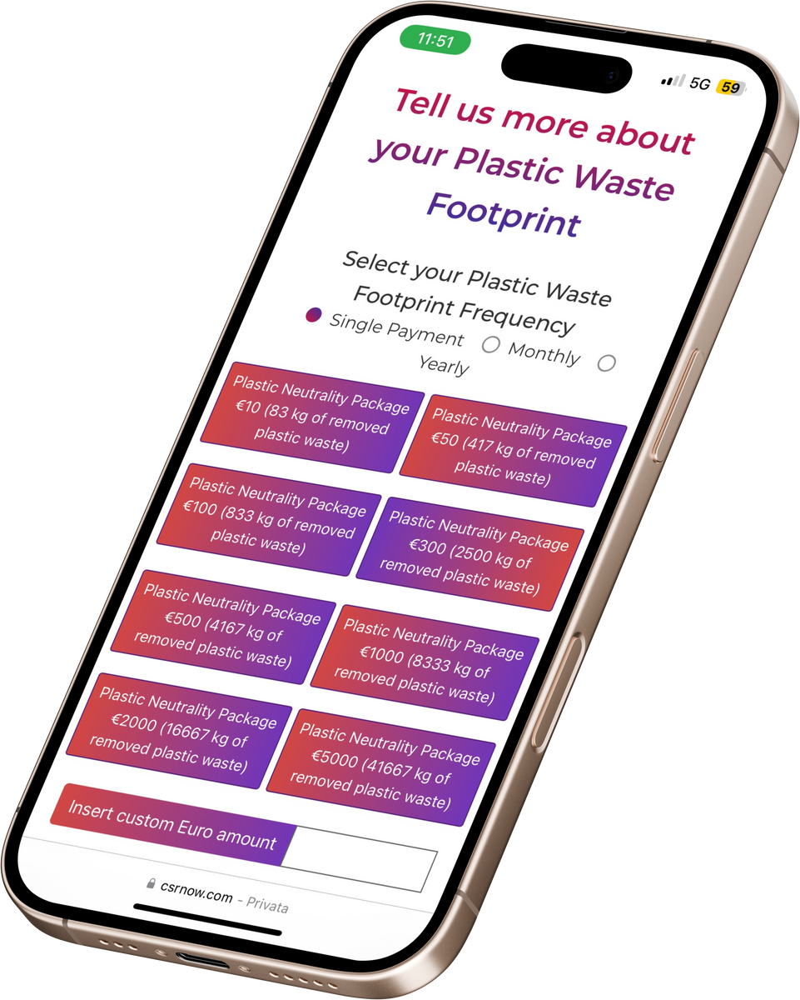 11:51
5G 59
Tell us more about
your Plastic Waste
Footprint
Select your Plastic Waste
Footprint Frequency
Single Payment Monthly
Yearly
Plastic Neutrality Package
€10 (83 kg of removed
plastic waste)
Plastic Neutrality Package
€50 (417 kg of removed
plastic waste)
Plastic Neutrality Package
€100 (833 kg of removed
plastic waste)
Plastic Neutrality Package
€300 (2500 kg of
removed plastic waste)
Plastic Neutrality Package
€500 (4167 kg of
removed plastic waste)
Plastic Neutrality Package
€1000 (8333 kg of
removed plastic waste)
Plastic Neutrality Package
€2000 (16667 kg of
removed plastic waste)
Plastic Neutrality Package
€5000 (41667 kg of
removed plastic waste)
Insert custom Euro amount
csrnow.com - Privata